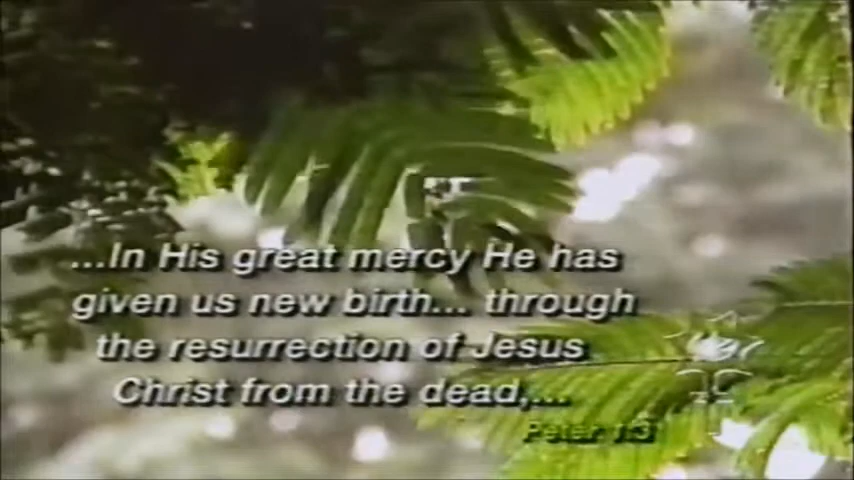 ...In His great mercy He has
given us new birth... through
the resurrection of Jesus
Christ from the dead,...
Peter 1:3